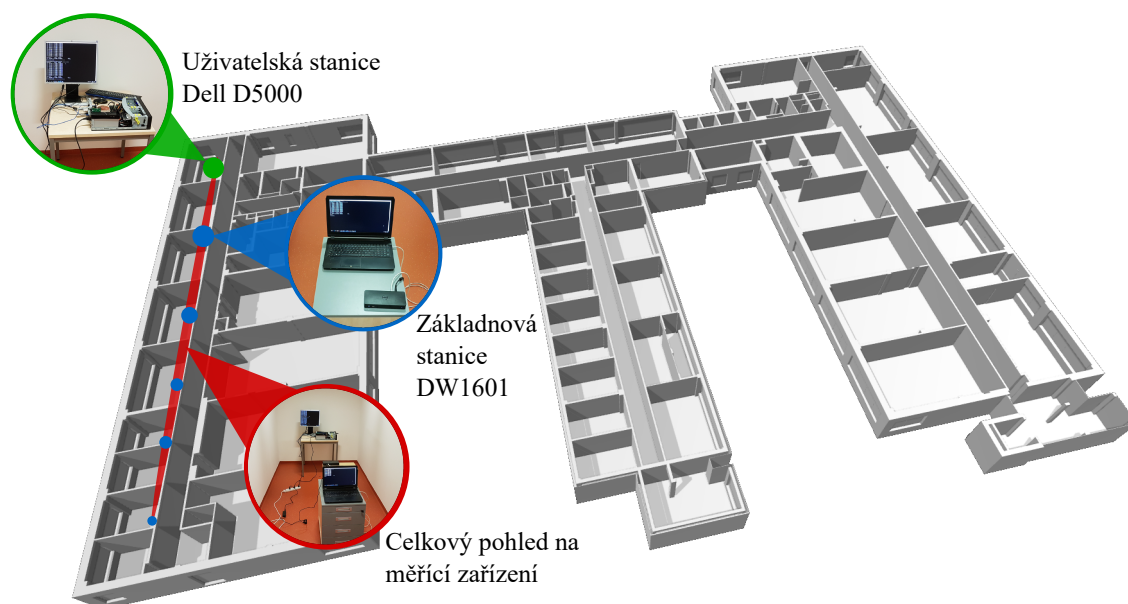 Uživatelská stanice
Dell D5000
Základnová
stanice
DW1601
Celkový pohled na
měřící zařízení